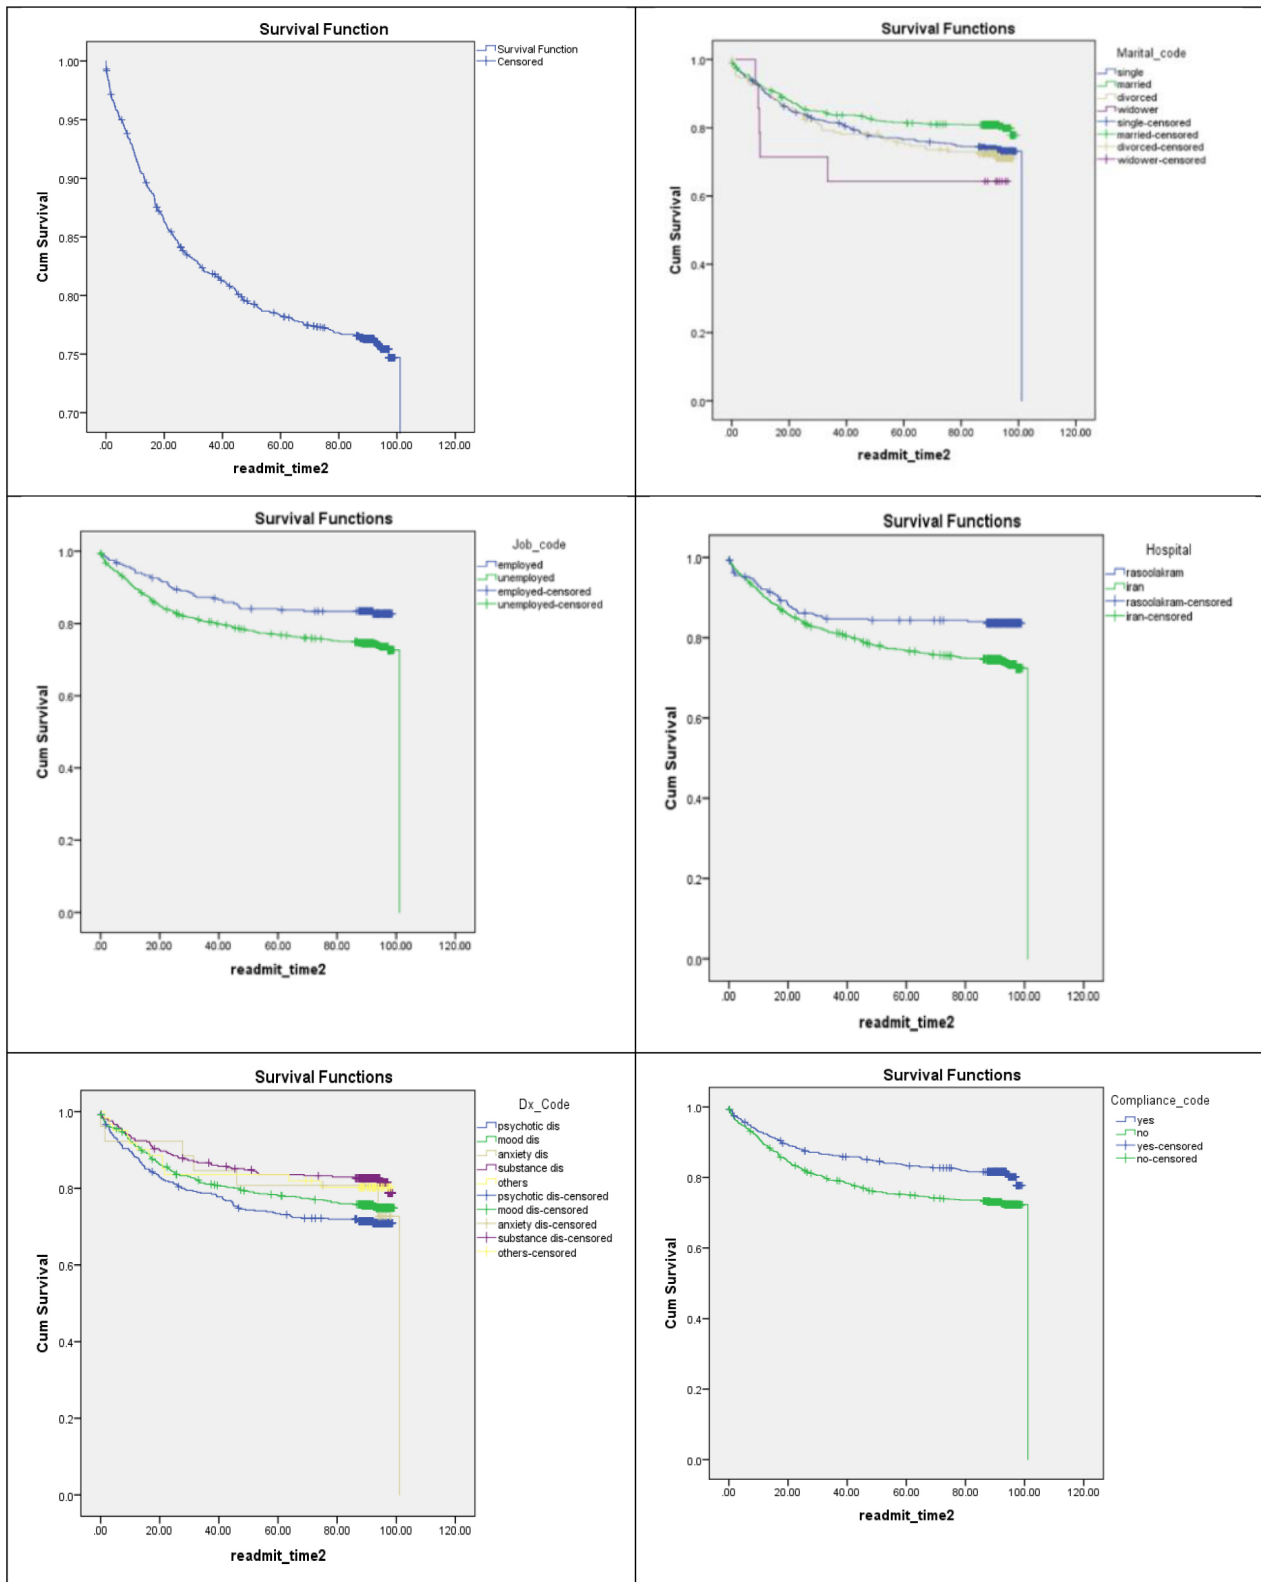 Survival Function
Survival Function
Censored
1.00
0.95
0.90
0.85
0.80
0.75
0.70
Cum Survival
.00 20.00 40.00 60.00 80.00 100.00 120.00
readmit_time2
Survival Functions
Marital_code
single
married
divorced
widower
single-censored
married-censored
divorced-censored
widower-censored
1.0
0.8
0.6
0.4
0.2
0.0
Cum Survival
.00 20.00 40.00 60.00 80.00 100.00 120.00
readmit_time2
Survival Functions
Job_code
employed
unemployed
employed-censored
unemployed-censored
1.0
0.8
0.6
0.4
0.2
0.0
Cum Survival
.00 20.00 40.00 60.00 80.00 100.00 120.00
readmit_time2
Survival Functions
Hospital
rasoolakram
iran
rasoolakram-censored
iran-censored
1.0
0.8
0.6
0.4
0.2
0.0
Cum Survival
.00 20.00 40.00 60.00 80.00 100.00 120.00
readmit_time2
Survival Functions
Dx_Code
psychotic dis
mood dis
anxiety dis
substance dis
others
psychotic dis-censored
mood dis-censored
anxiety dis-censored
substance dis-censored
others-censored
1.0
0.8
0.6
0.4
0.2
0.0
Cum Survival
.00 20.00 40.00 60.00 80.00 100.00 120.00
readmit_time2
Survival Functions
Compliance_code
yes
no
yes-censored
no-censored
1.0
0.8
0.6
0.4
0.2
0.0
Cum Survival
.00 20.00 40.00 60.00 80.00 100.00 120.00
readmit_time2